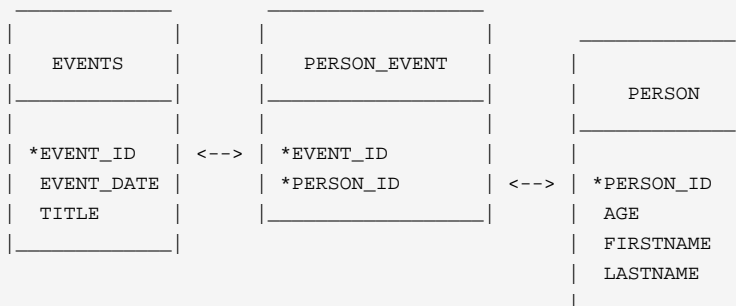 EVENTS
*EVENT_ID
EVENT_DATE
TITLE
<-->
PERSON_EVENT
*EVENT_ID
*PERSON_ID
<-->
PERSON
*PERSON_ID
AGE
FIRSTNAME
LASTNAME